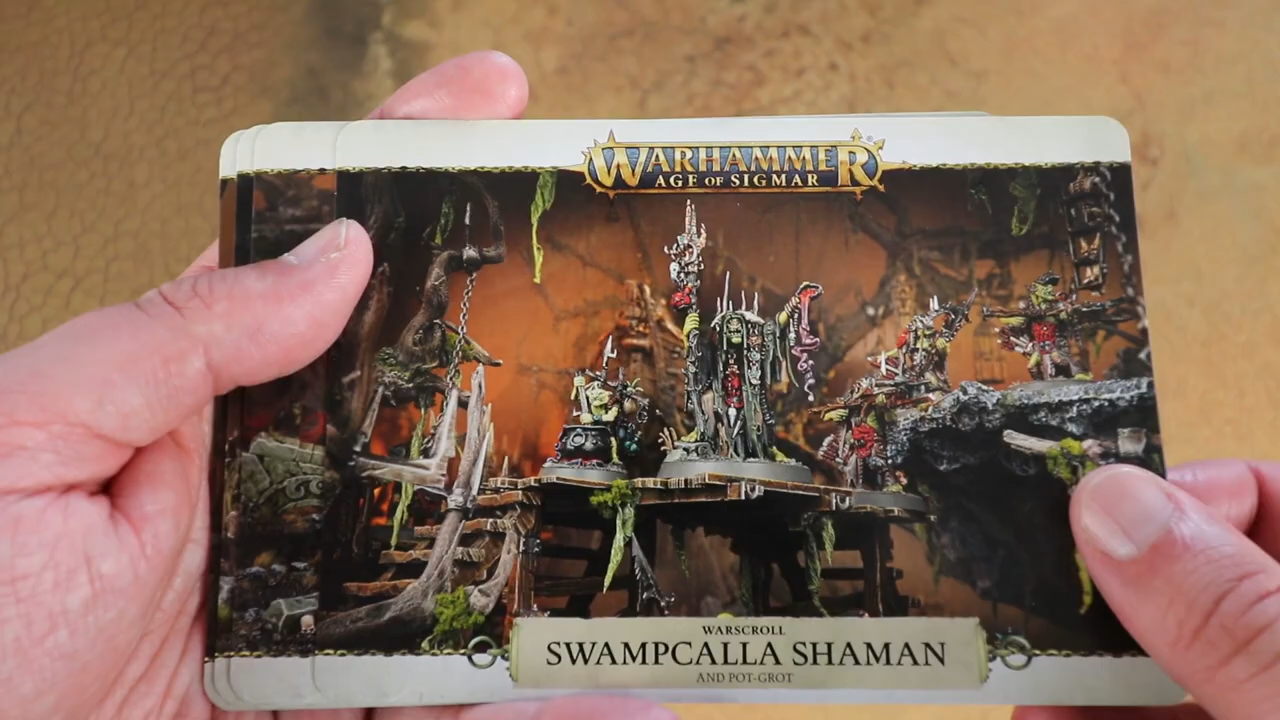 WARHAMMER
AGE OF SIGMAR
WARSCROLL
SWAMPCALLA SHAMAN
AND POT-GROT